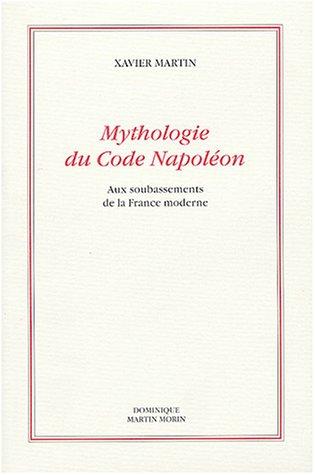 XAVIER MARTIN
Mythologie
du Code Napoléon
Aux soubassements
de la France moderne
DOMINIQUE
MARTIN MORIN